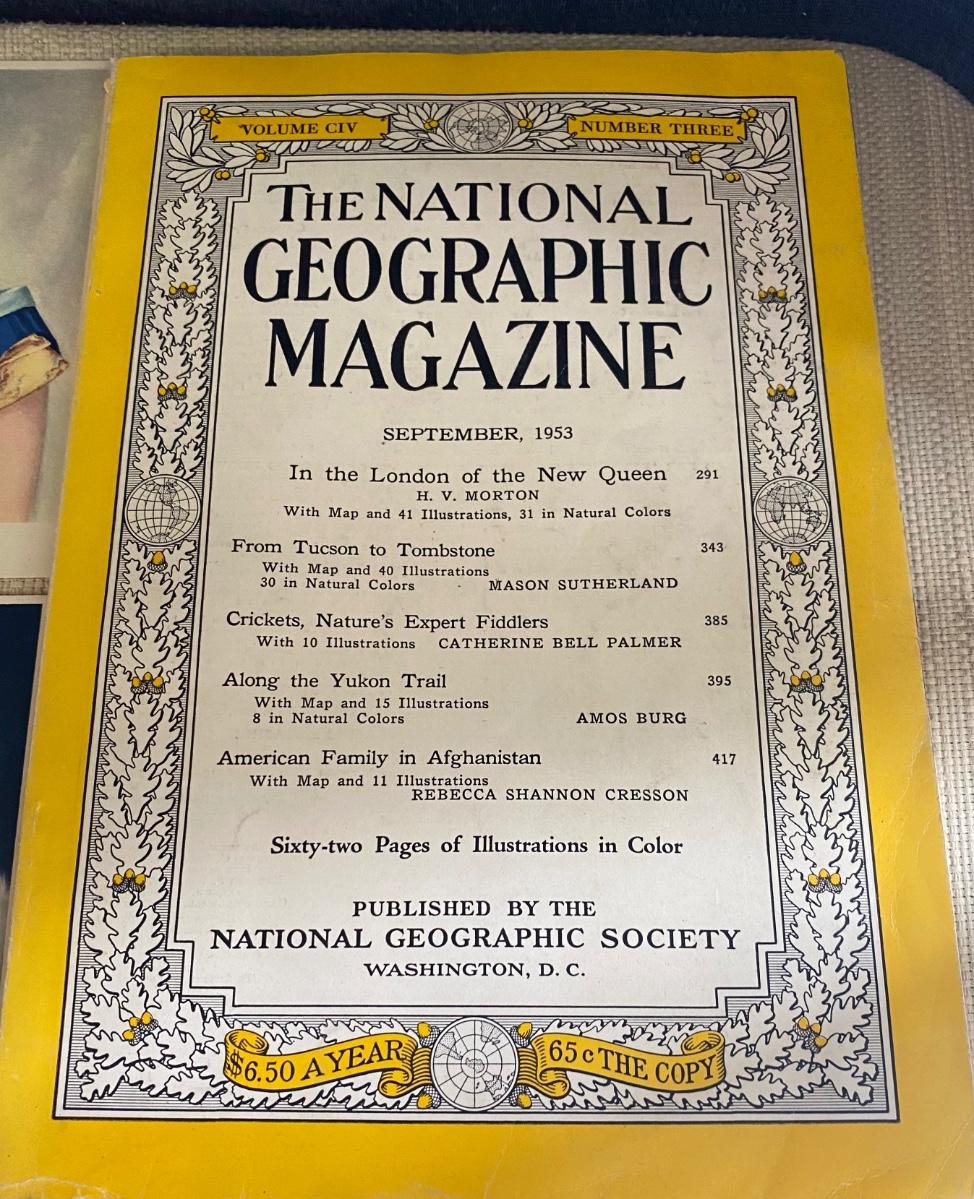 VOLUME CIV
NUMBER THREE
THE NATIONAL
GEOGRAPHIC
MAGAZINE
SEPTEMBER, 1953
In the London of the New Queen 291
H. V. MORTON
With Map and 41 Illustrations, 31 in Natural Colors
From Tucson to Tombstone 343
With Map and 40 Illustrations
30 in Natural Colors MASON SUTHERLAND
Crickets, Nature's Expert Fiddlers 385
With 10 Illustrations CATHERINE BELL PALMER
Along the Yukon Trail 395
With Map and 15 Illustrations
8 in Natural Colors AMOS BURG
American Family in Afghanistan 417
With Map and 11 Illustrations
REBECCA SHANNON CRESSON
Sixty-two Pages of Illustrations in Color
PUBLISHED BY THE
NATIONAL GEOGRAPHIC SOCIETY
WASHINGTON, D. C.
$6.50 A YEAR
65c THE COPY